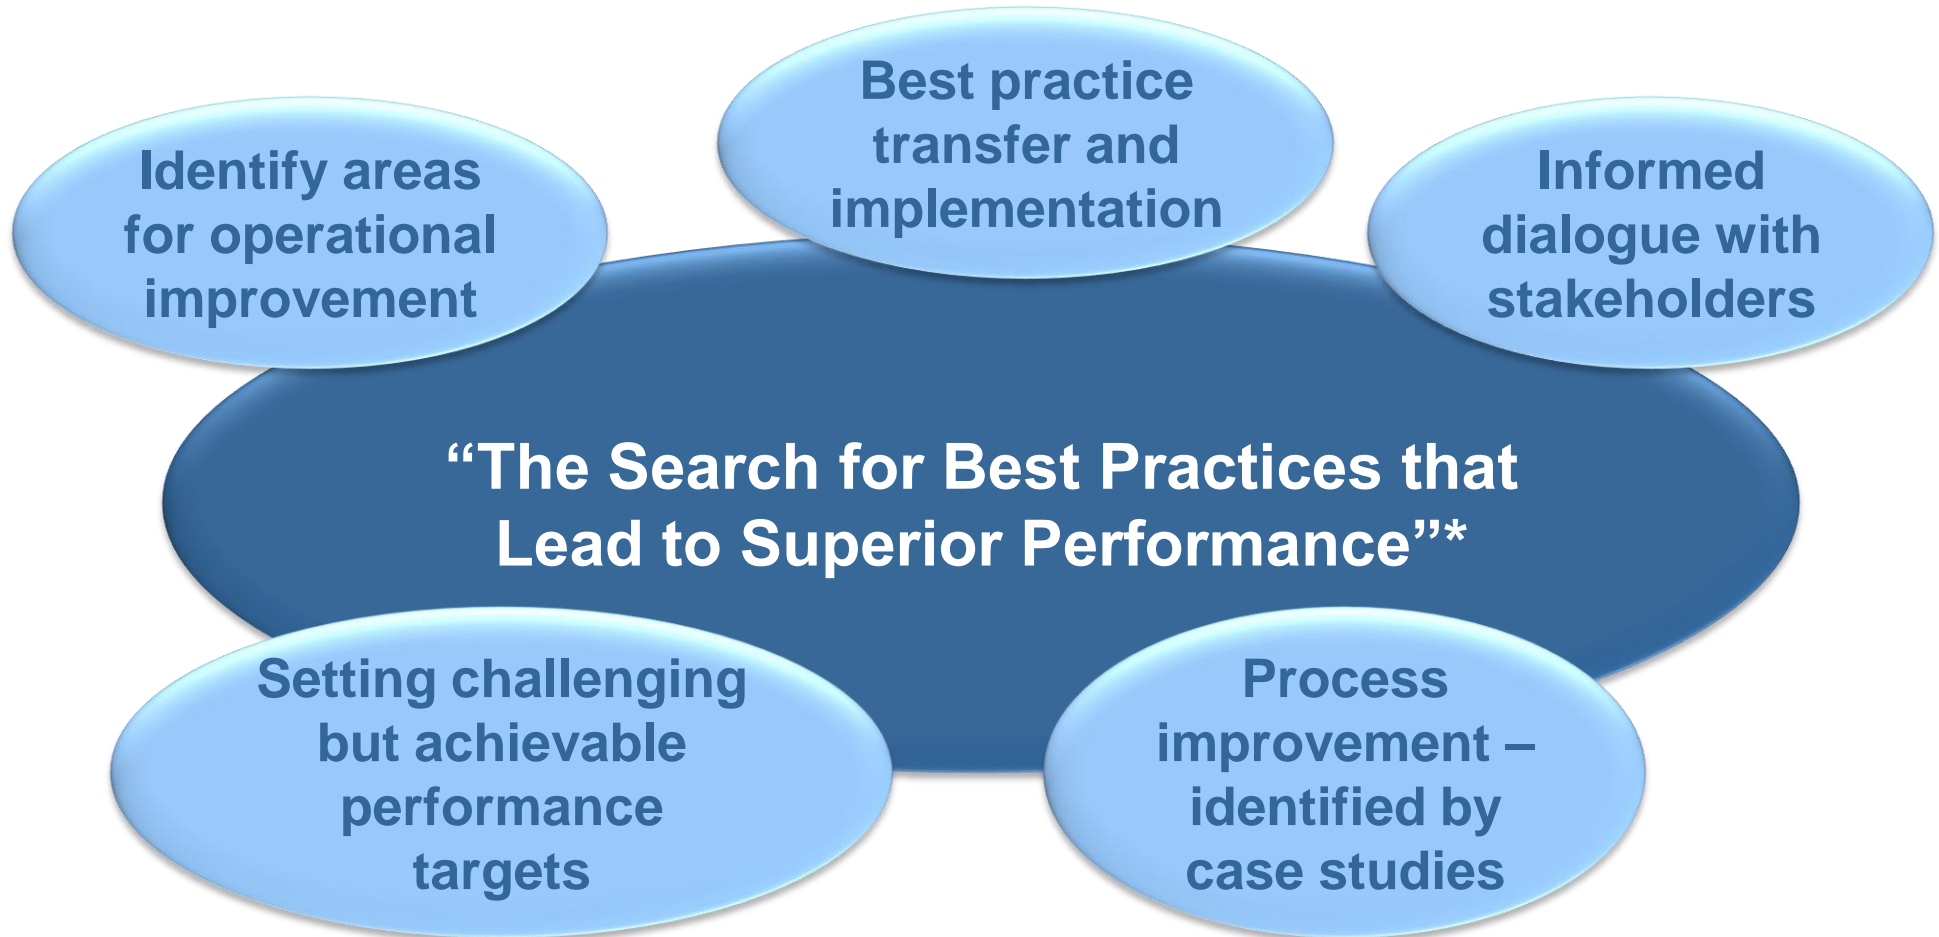 Best practice
transfer and
implementation
Identify areas
for operational
improvement
Informed
dialogue with
stakeholders
“The Search for Best Practices that
Lead to Superior Performance”*
Setting challenging
but achievable
performance
targets
Process
improvement –
identified by
case studies